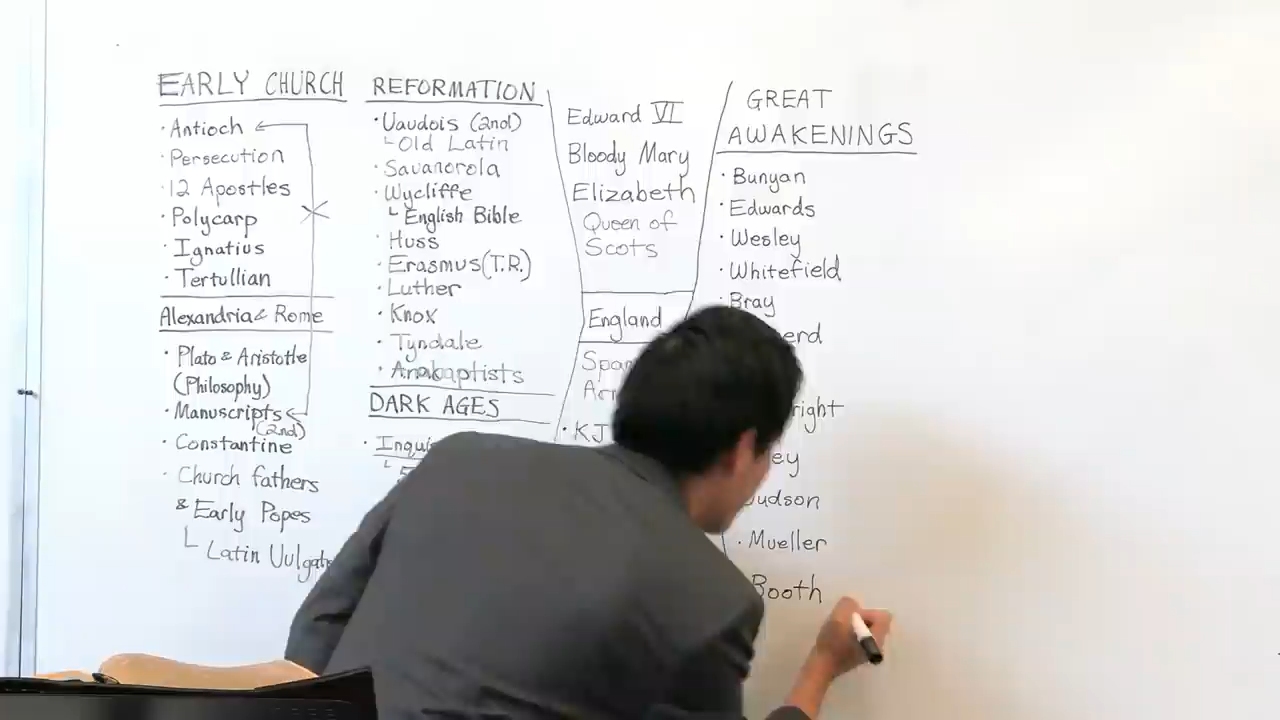 EARLY CHURCH
· Antioch
· Persecution
· 12 Apostles
· Polycarp
· Ignatius
· Tertullian
Alexandria & Rome
· Plato & Aristotle
(Philosophy)
· Manuscripts
(2nd)
· Constantine
· Church fathers
& Early Popes
Latin
REFORMATION
· Vaudois (2nd)
Old Latin
· Savanorola
· Wycliffe
English Bible
· Huss
· Erasmus (T.R.)
· Luther
· Knox
· Tyndale
· Anabaptists
DARK AGES
Edward VI
Bloody Mary
Elizabeth
Queen of
Scots
England
· KJ
GREAT
AWAKENINGS
· Bunyan
· Edwards
· Wesley
· Whitefield
· Bray
· Mueller
Booth